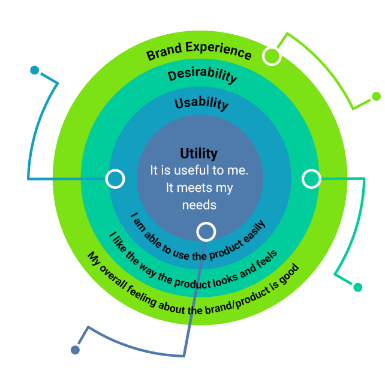 Brand Experience
Desirability
Usability
Utility
It is useful to me.
It meets my
needs
I am able to use the product easily
I like the way the product looks and feels
My overall feeling about the brand/product is good